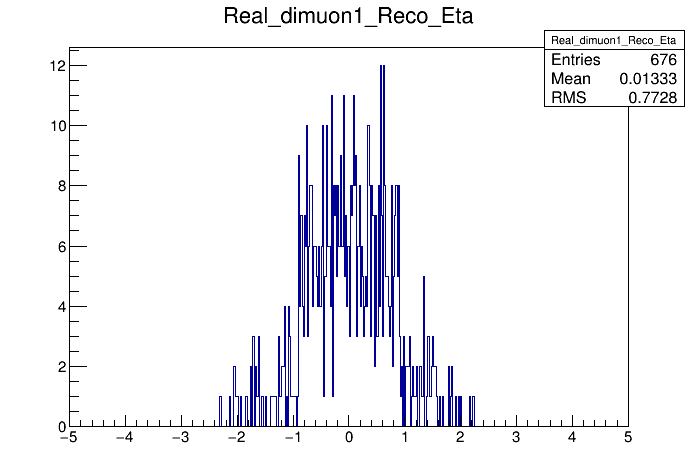 Real_dimuon1_Reco_Eta
Real_dimuon1_Reco_Eta
Entries 676
Mean 0.01333
RMS 0.7728
12
10
8
6
4
2
0
−5 −4 −3 −2 −1 0 1 2 3 4 5